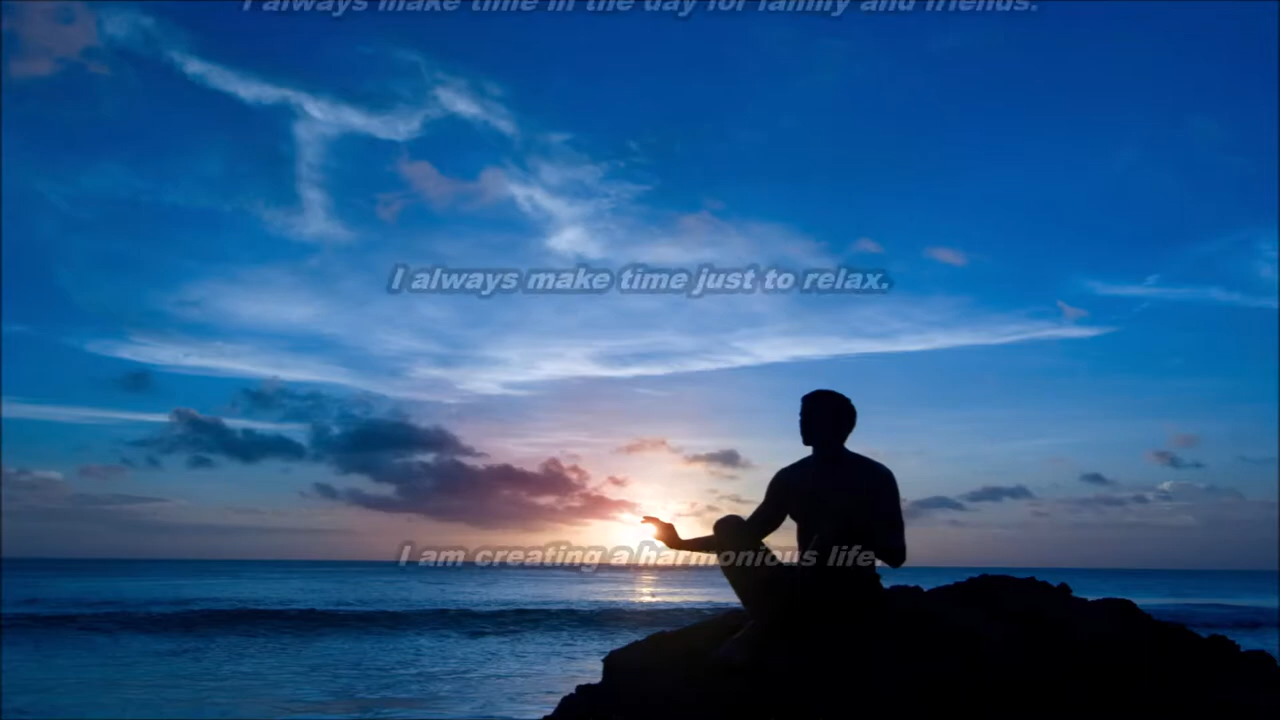 I always make time in the day for family and friends.
I always make time just to relax.
I am creating a harmonious life.